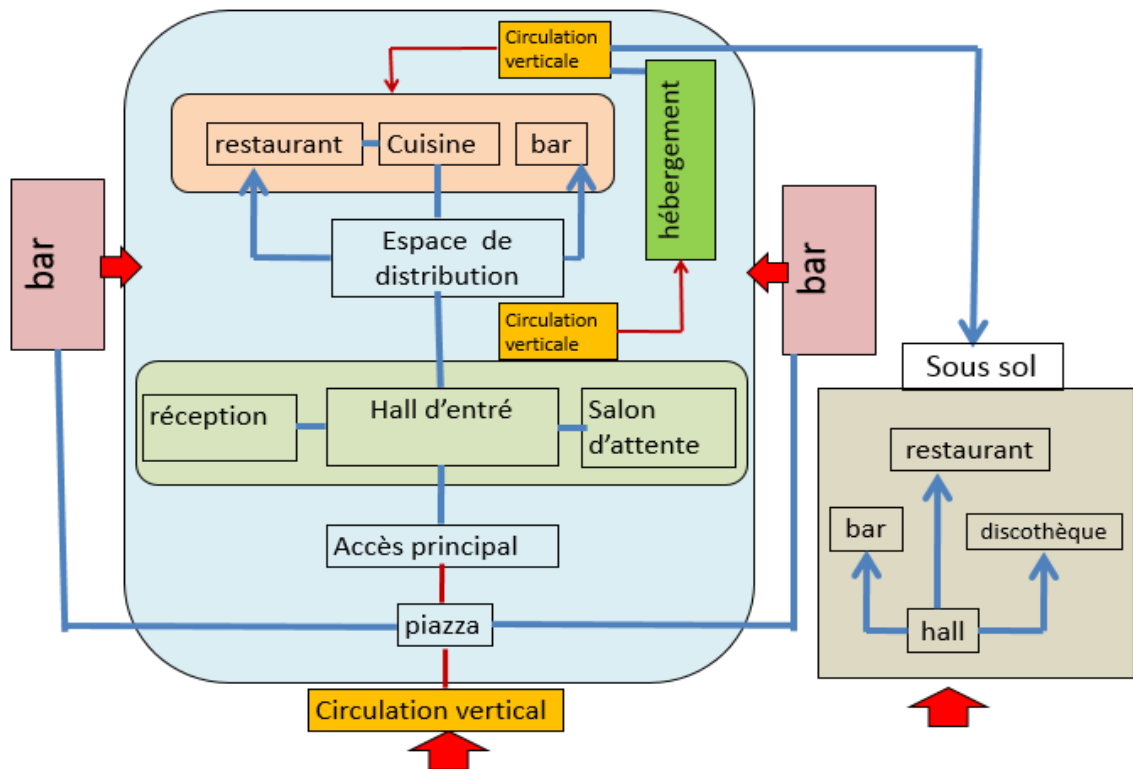 Circulation
verticale
restaurant
Cuisine
bar
hébergement
bar
bar
Espace de
distribution
Circulation
verticale
Sous sol
réception
Hall d'entré
Salon
d'attente
restaurant
bar
discothèque
Accès principal
piazza
hall
Circulation vertical